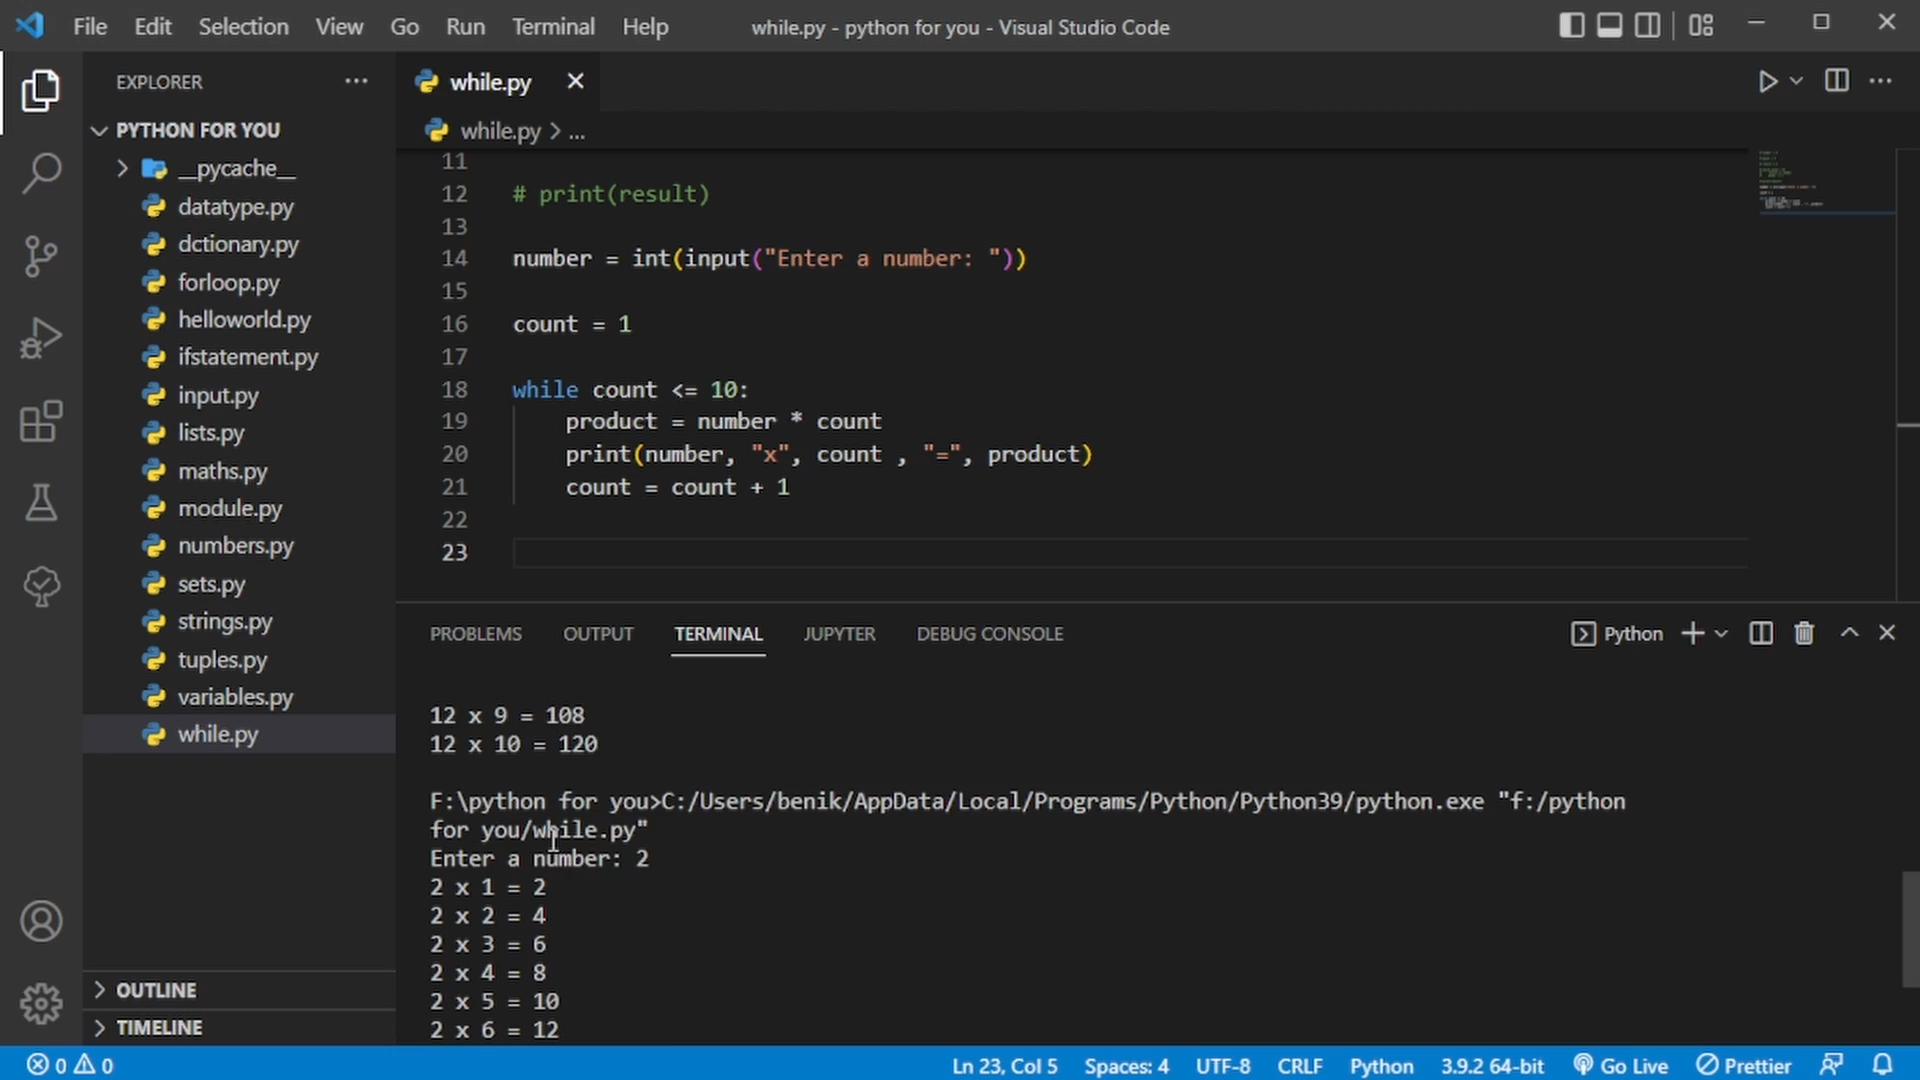 File Edit Selection View Go Run Terminal Help while.py - python for you - Visual Studio Code
EXPLORER
PYTHON FOR YOU
__pycache__
datatype.py
dctionary.py
forloop.py
helloworld.py
ifstatement.py
input.py
lists.py
maths.py
module.py
numbers.py
sets.py
strings.py
tuples.py
variables.py
while.py
OUTLINE
TIMELINE
while.py
while.py > ...
11
12 # print(result)
13
14 number = int(input("Enter a number: "))
15
16 count = 1
17
18 while count <= 10:
19 product = number * count
20 print(number, "x", count , "=", product)
21 count = count + 1
22
23
PROBLEMS OUTPUT TERMINAL JUPYTER DEBUG CONSOLE Python
12 x 9 = 108
12 x 10 = 120
F:\python for you>C:/Users/benik/AppData/Local/Programs/Python/Python39/python.exe "f:/python
for you/while.py"
Enter a number: 2
2 x 1 = 2
2 x 2 = 4
2 x 3 = 6
2 x 4 = 8
2 x 5 = 10
2 x 6 = 12
0 0 Ln 23, Col 5 Spaces: 4 UTF-8 CRLF Python 3.9.2 64-bit Go Live Prettier